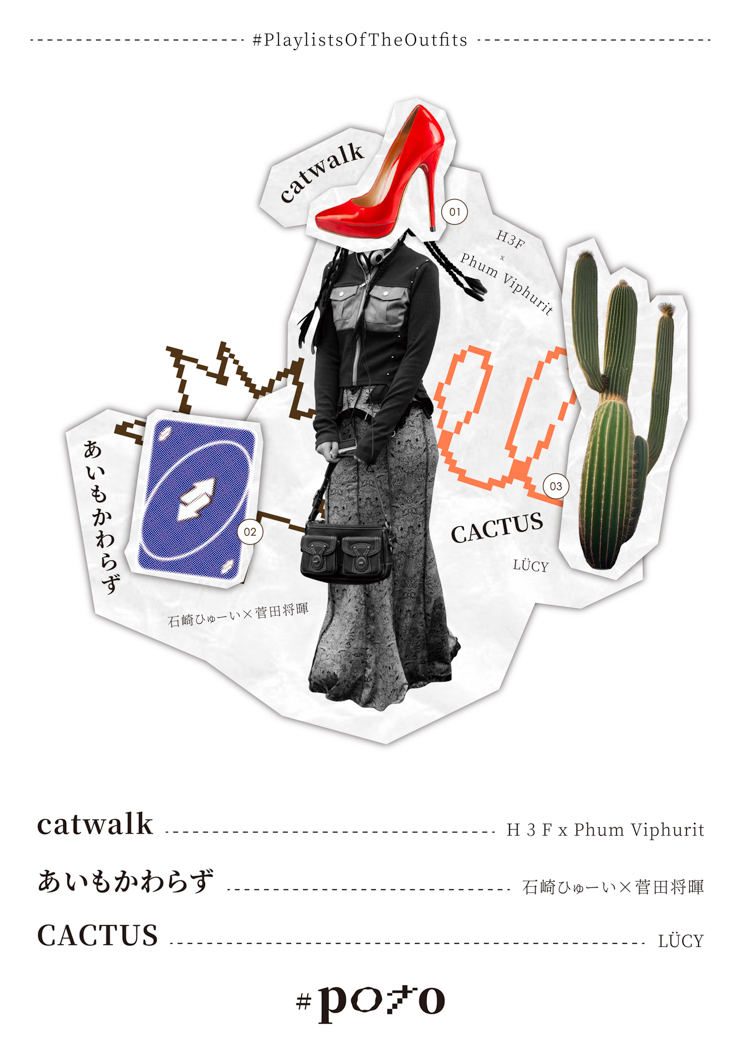 #PlaylistsOfTheOutfits
catwalk
01
H3F
x
Phum Viphurit
あいもかわらず
02
石崎ひゅーい×菅田将暉
03
CACTUS
LÜCY
catwalk H 3 F x Phum Viphurit
あいもかわらず 石崎ひゅーい×菅田将暉
CACTUS LÜCY